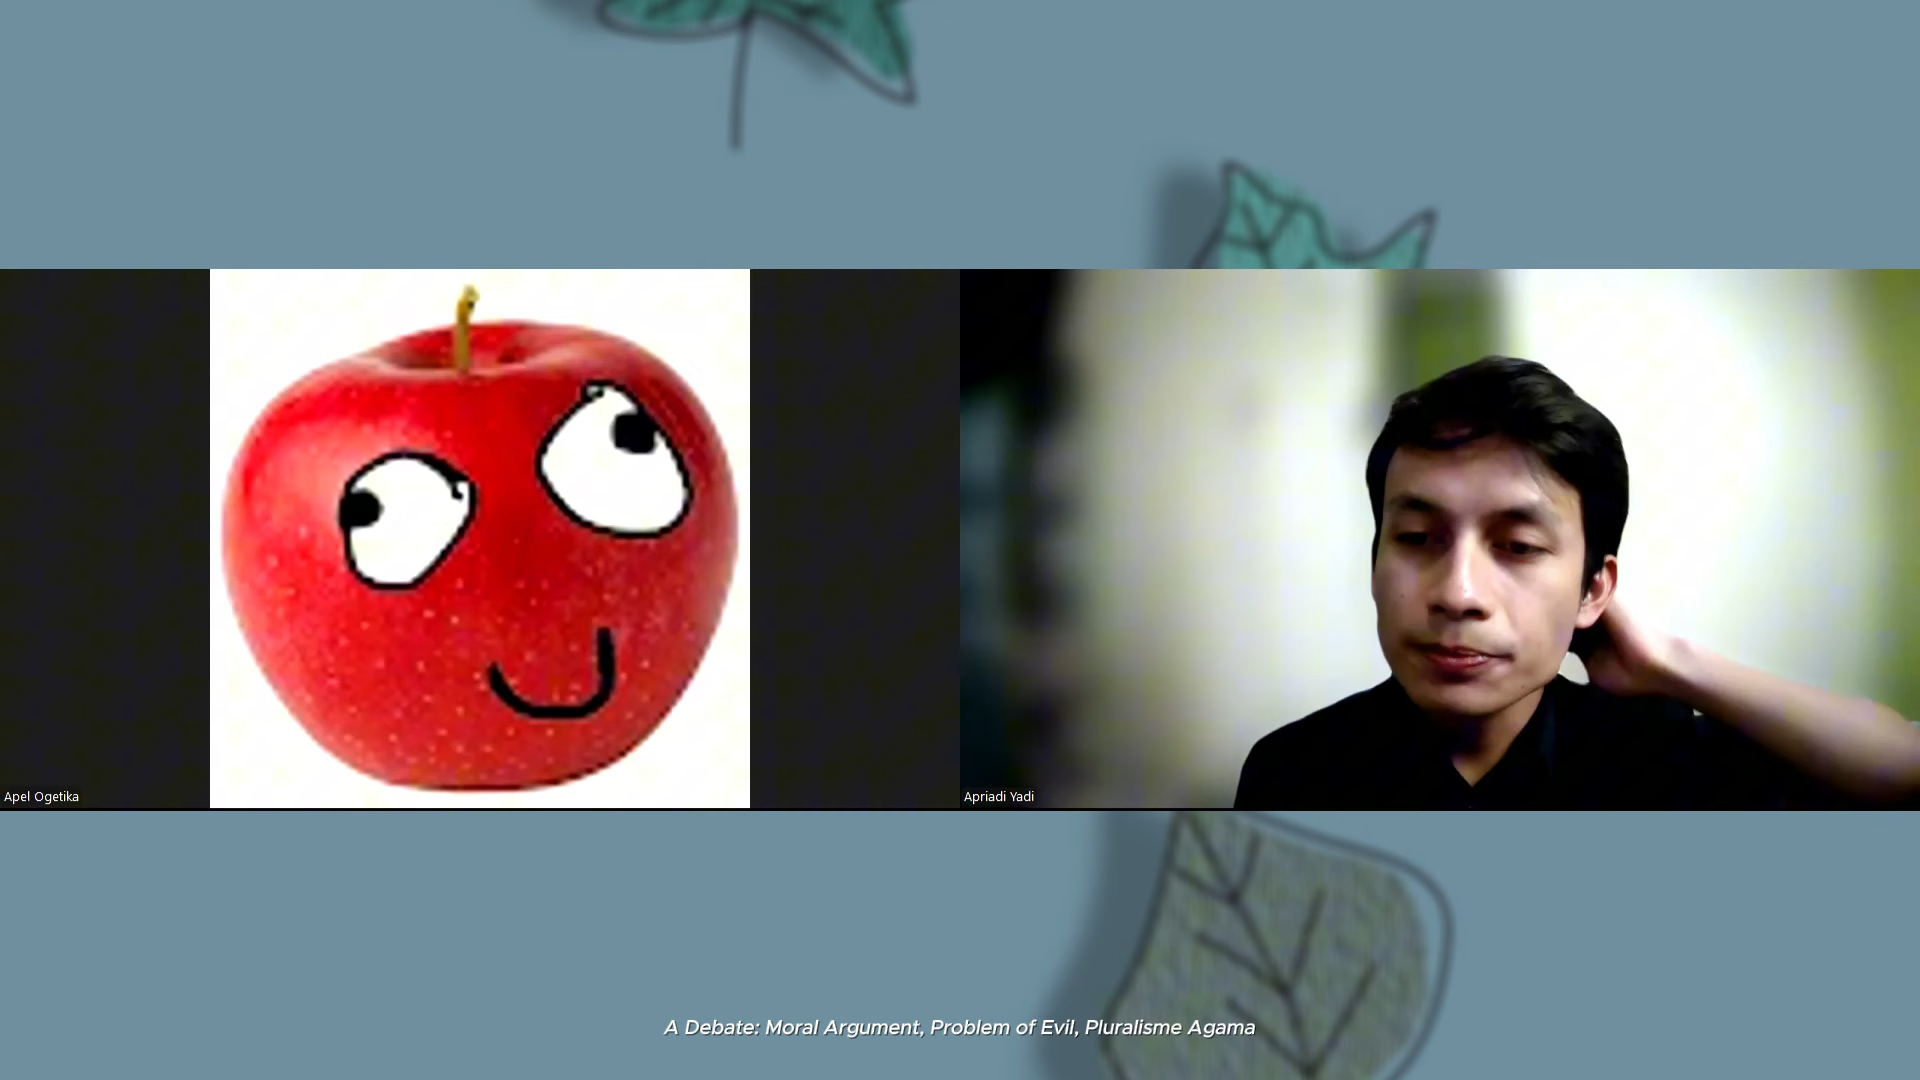 Apel Ogetika
Apriadi Yadi
A Debate: Moral Argument, Problem of Evil, Pluralisme Agama